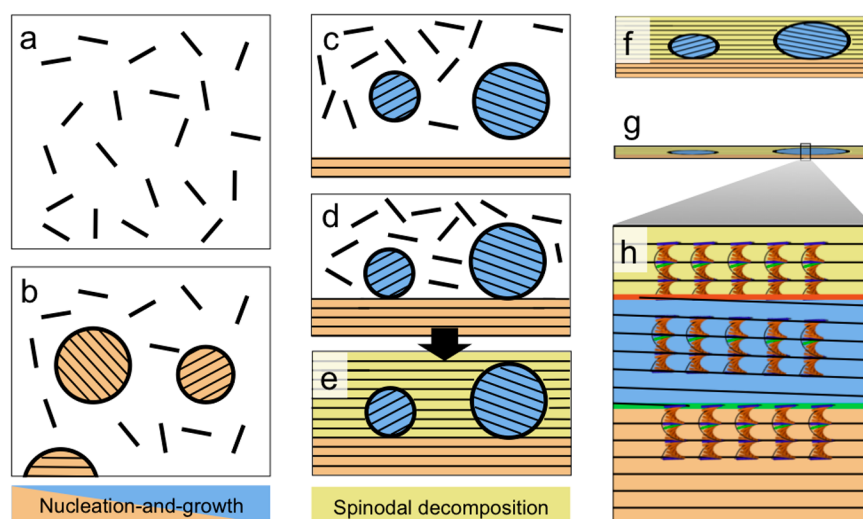 a
b
Nucleation-and-growth
c
d
e
Spinodal decomposition
f
g
h